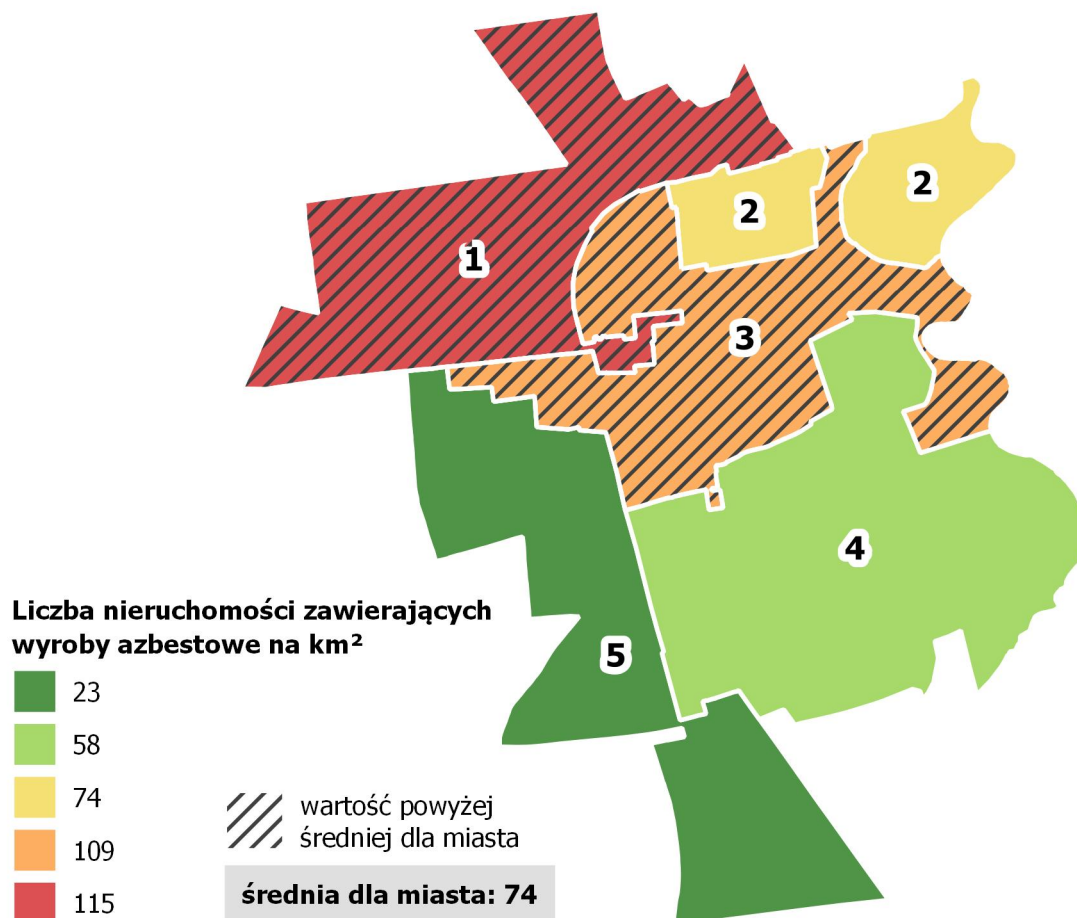 2
2
1
3
4
5
Liczba nieruchomości zawierających
wyroby azbestowe na km²
23
58
74
109
115
wartość powyżej
średniej dla miasta
średnia dla miasta: 74